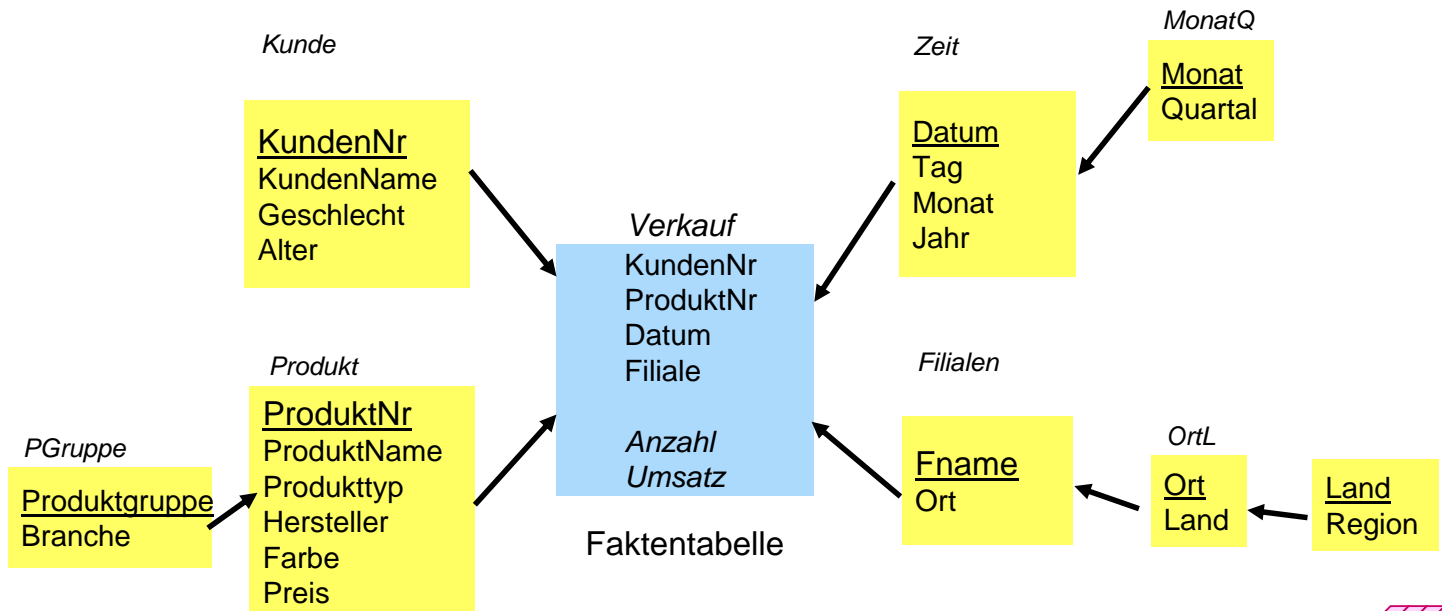 Kunde
KundenNr
KundenName
Geschlecht
Alter
Zeit
Datum
Tag
Monat
Jahr
MonatQ
Monat
Quartal
Verkauf
KundenNr
ProduktNr
Datum
Filiale
Anzahl
Umsatz
Faktentabelle
PGruppe
Produktgruppe
Branche
Produkt
ProduktNr
ProduktName
Produkttyp
Hersteller
Farbe
Preis
Filialen
Fname
Ort
OrtL
Ort
Land
Land
Region